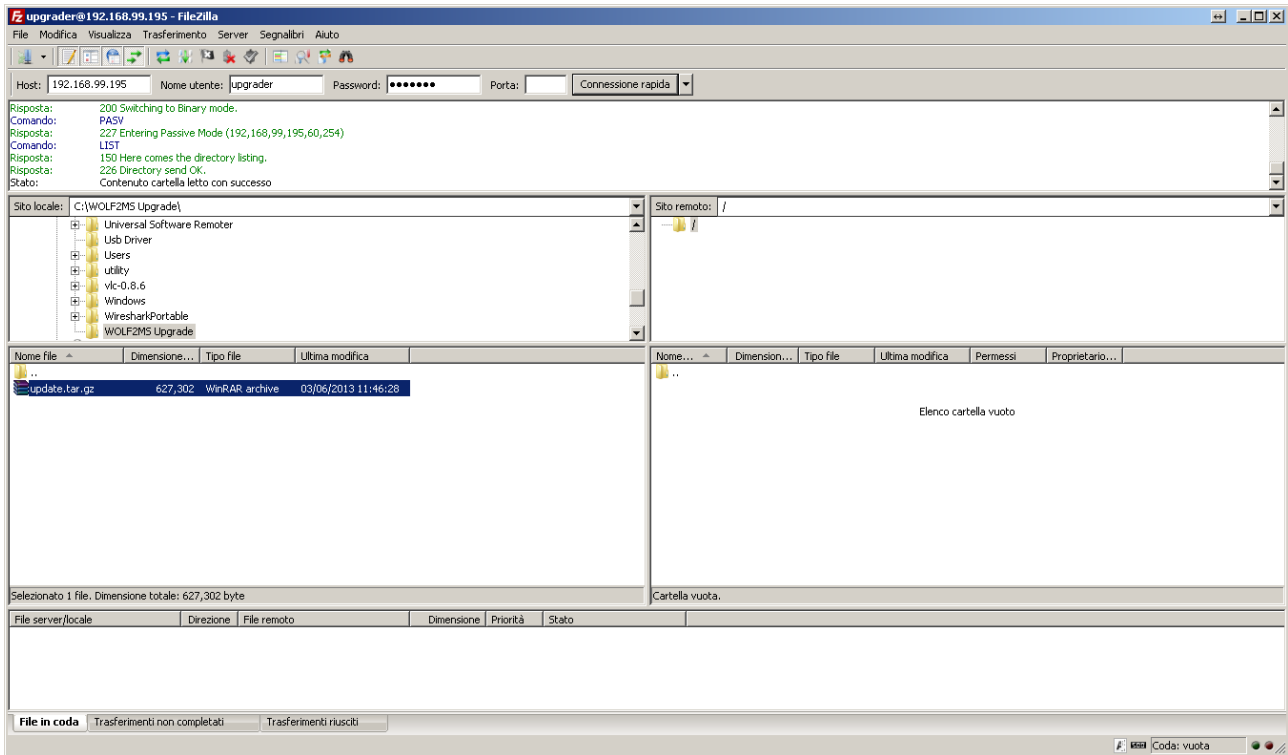 upgrader@192.168.99.195 - FileZilla
File Modifica Visualizza Trasferimento Server Segnalibri Aiuto
Host: 192.168.99.195 Nome utente: upgrader Password: ●●●●●●● Porta: Connessione rapida
Risposta: 200 Switching to Binary mode.
Comando: PASV
Risposta: 227 Entering Passive Mode (192,168,99,195,60,254)
Comando: LIST
Risposta: 150 Here comes the directory listing.
Risposta: 226 Directory send OK.
Stato: Contenuto cartella letto con successo
Sito locale: C:\WOLF2MS Upgrade\
Universal Software Remoter
Usb Driver
Users
utility
vlc-0.8.6
Windows
WiresharkPortable
WOLF2MS Upgrade
Sito remoto: /
/
Nome file Dimensione... Tipo file Ultima modifica
..
update.tar.gz 627,302 WinRAR archive 03/06/2013 11:46:28
Selezionato 1 file. Dimensione totale: 627,302 byte
Nome... Dimension... Tipo file Ultima modifica Permessi Proprietario...
..
Elenco cartella vuoto
Cartella vuota.
File server/locale Direzione File remoto Dimensione Priorità Stato
File in coda Trasferimenti non completati Trasferimenti riusciti
Coda: vuota